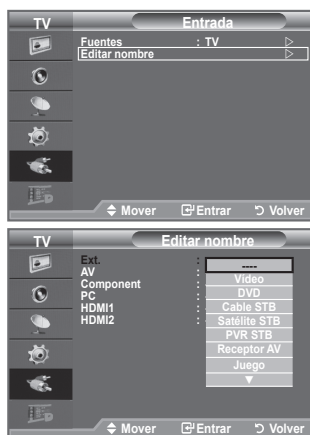 TV
Entrada
Fuentes : TV
Editar nombre
Mover Entrar Volver
TV
Editar nombre
Ext. : ----
AV : Vídeo
Component : DVD
PC : Cable STB
HDMI1 : Satélite STB
HDMI2 : PVR STB
Receptor AV
Juego
▼
Mover Entrar Volver